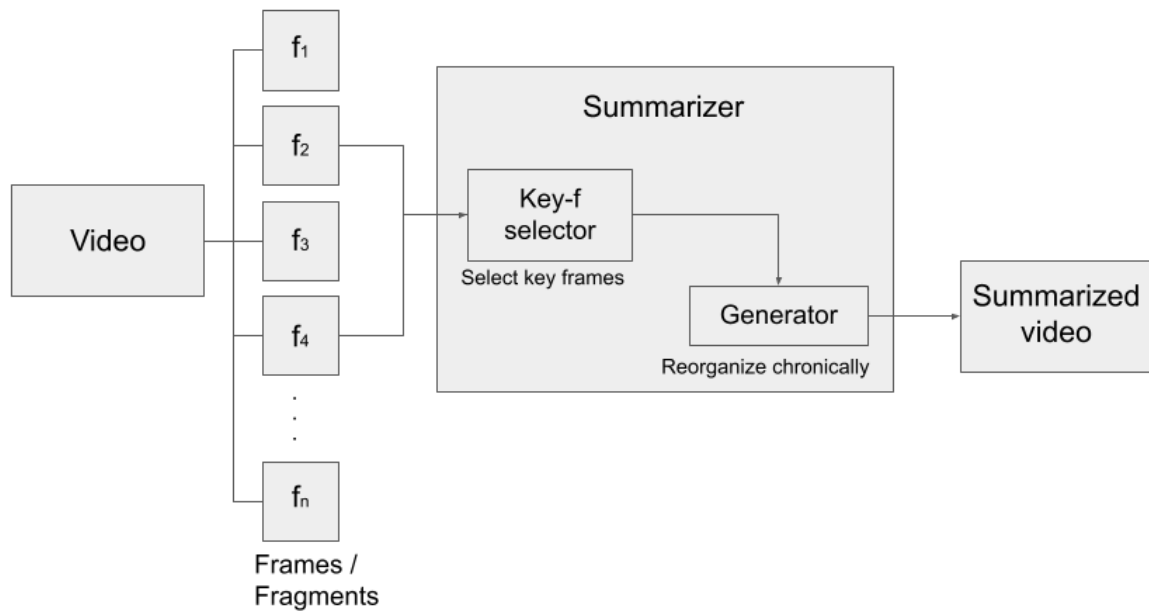 Video
f1
f2
f3
f4
.
.
.
fn
Frames /
Fragments
Summarizer
Key-f
selector
Select key frames
Generator
Reorganize chronically
Summarized
video